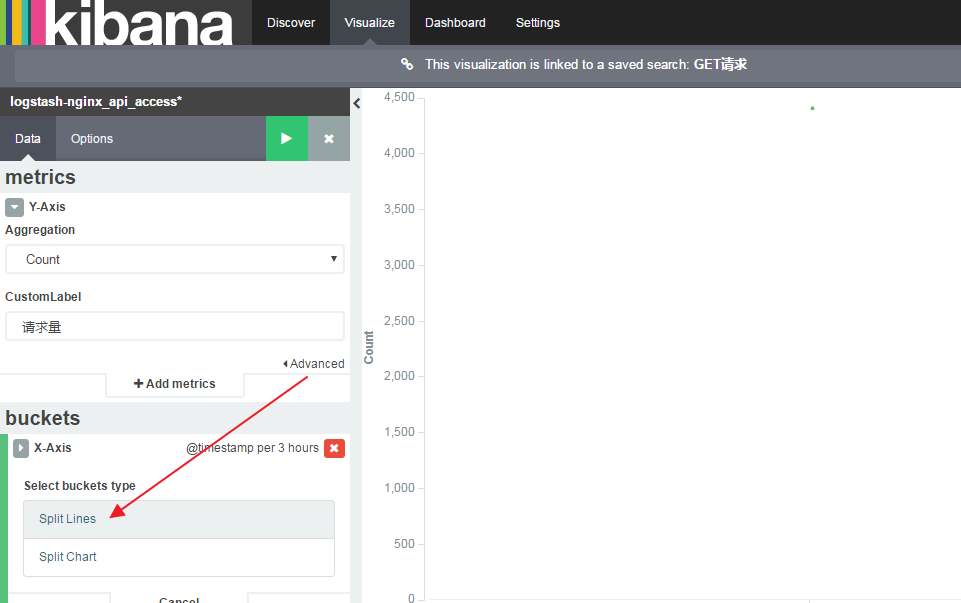 kibana
Discover
Visualize
Dashboard
Settings
This visualization is linked to a saved search: GET请求
logstash-nginx_api_access*
Data
Options
metrics
Y-Axis
Aggregation
Count
CustomLabel
请求量
Advanced
Add metrics
buckets
X-Axis
@timestamp per 3 hours
Select buckets type
Split Lines
Split Chart
Cancel
4,500
4,000
3,500
3,000
2,500
2,000
1,500
1,000
500
0
Count